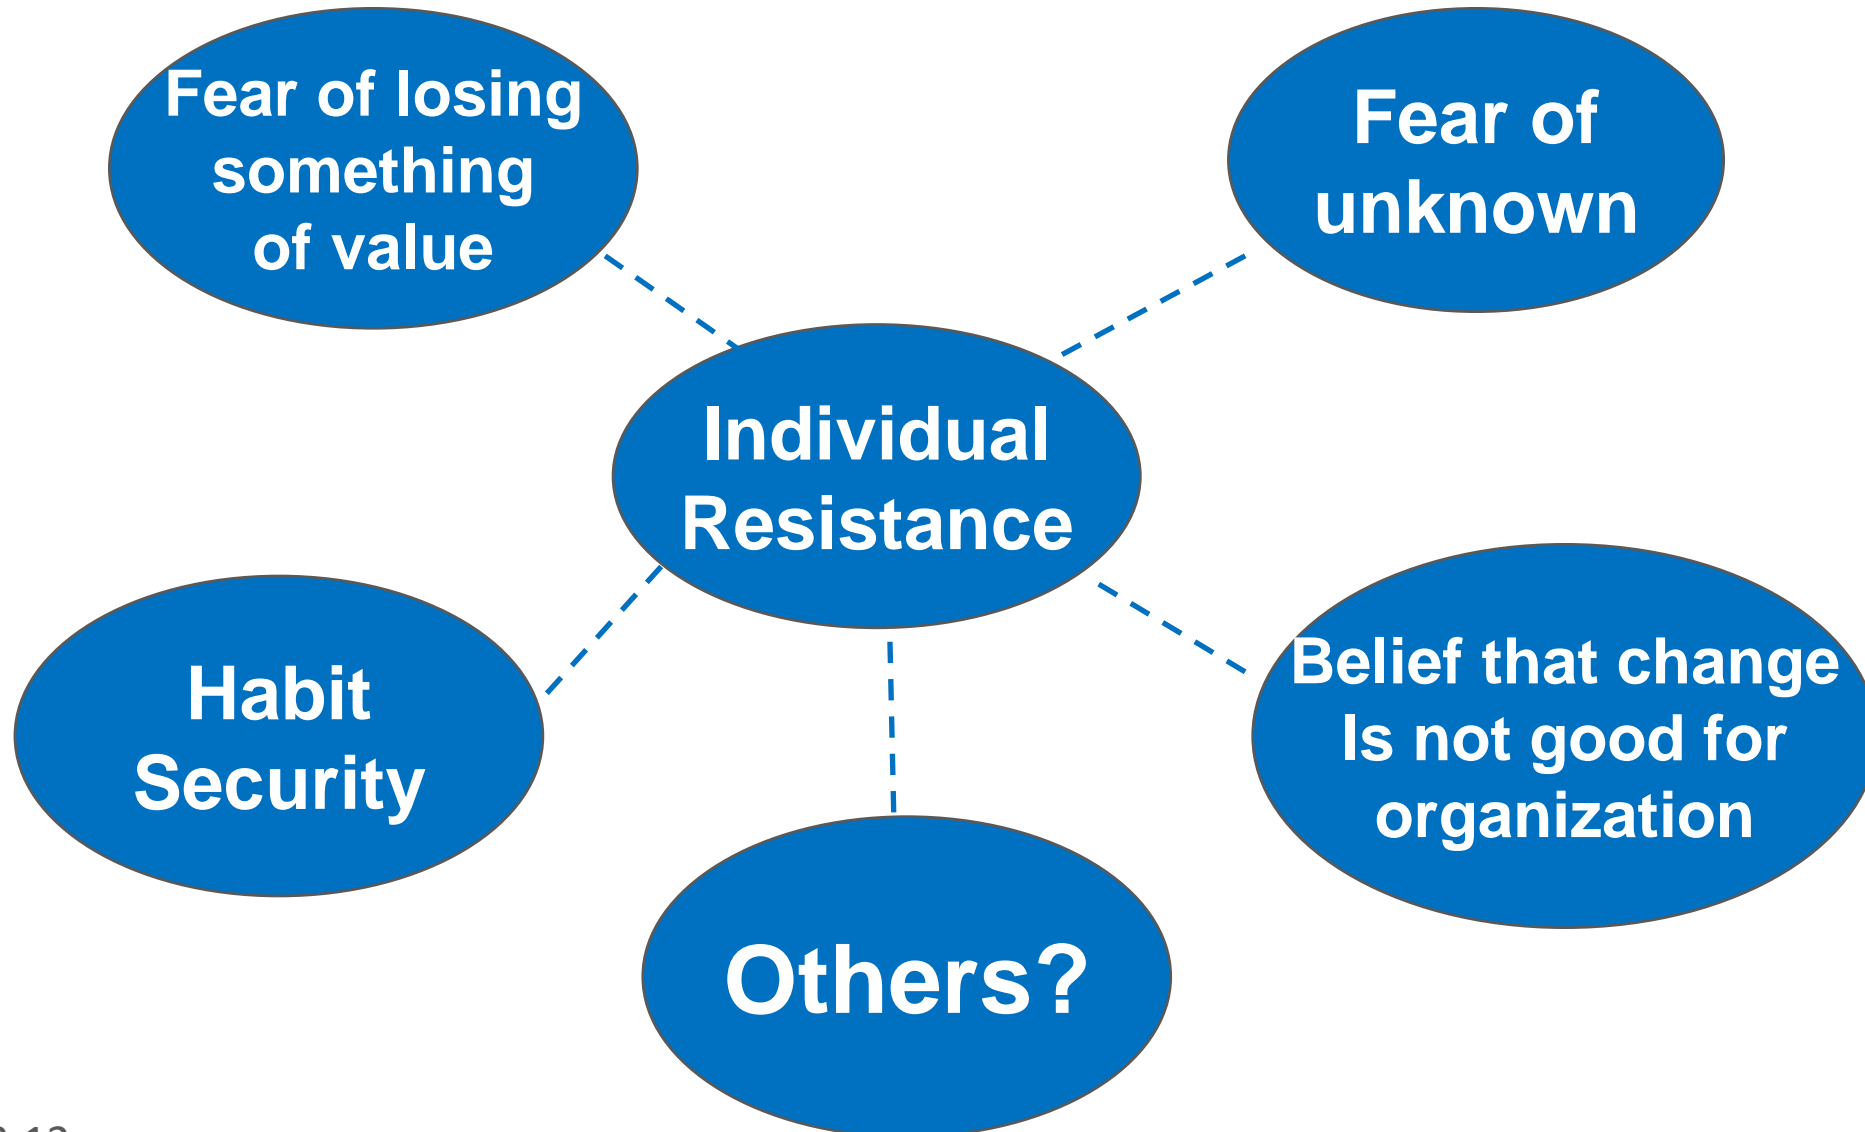 Fear of losing
something
of value
Fear of
unknown
Individual
Resistance
Habit
Security
Belief that change
Is not good for
organization
Others?